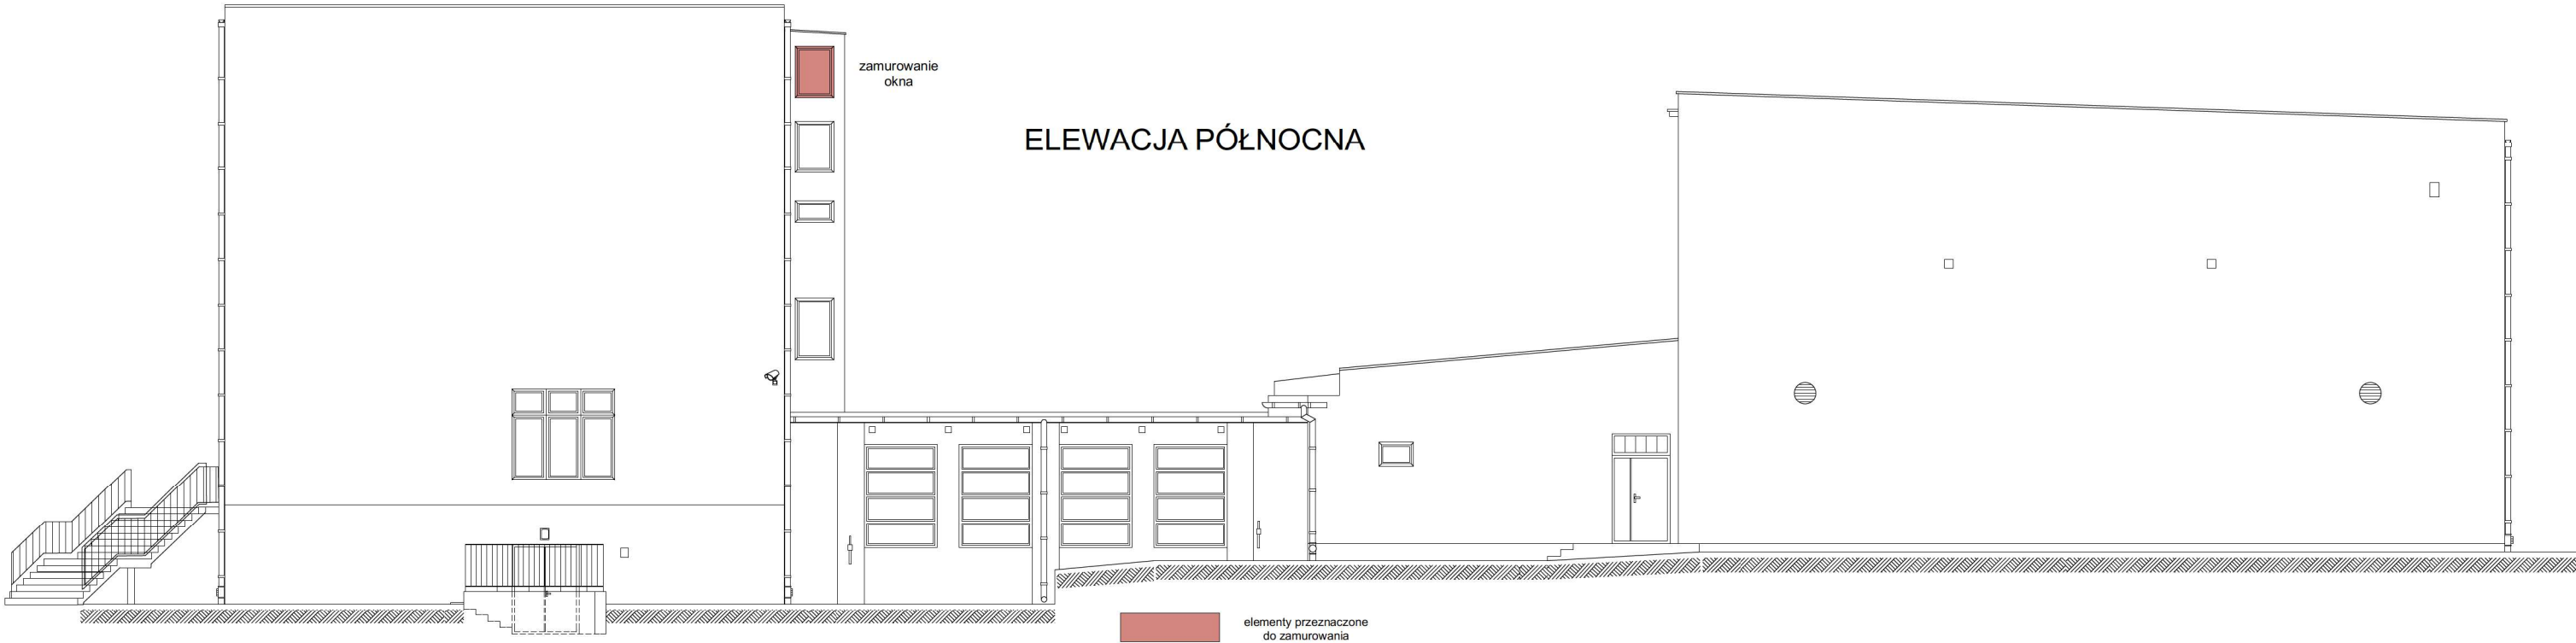 zamurowanie
okna
ELEWACJA PÓŁNOCNA
elementy przeznaczone
do zamurowania